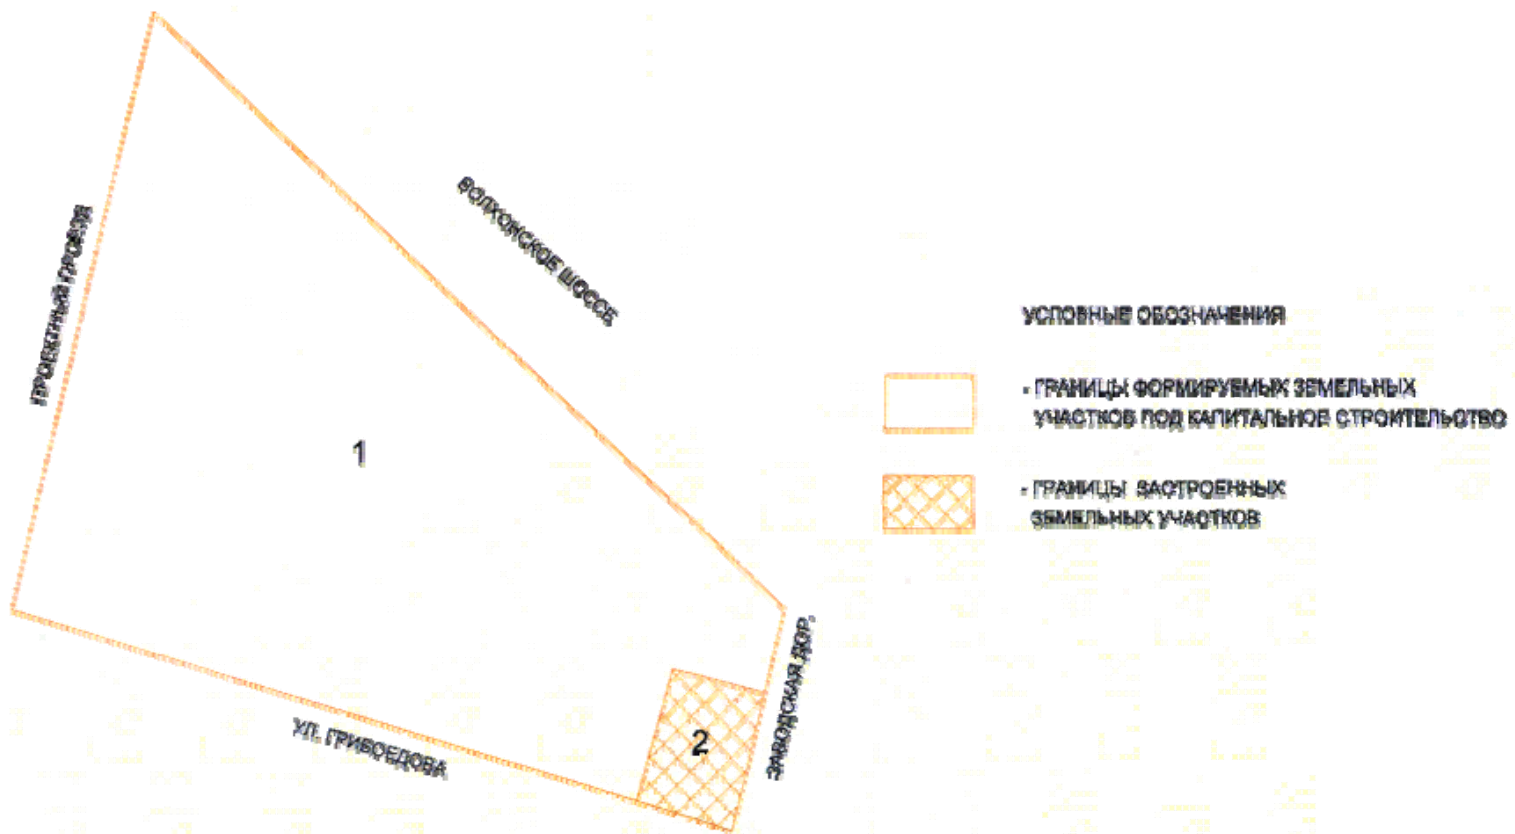 ПРОЕКТНЫЙ ПРОЕЗД
ВОЛХОНСКОЕ ШОССЕ
1
УЛ. ГРИБОЕДОВА
2
ЗАВОДСКАЯ ДОР.
УСЛОВНЫЕ ОБОЗНАЧЕНИЯ
- ГРАНИЦЫ ФОРМИРУЕМЫХ ЗЕМЕЛЬНЫХ
УЧАСТКОВ ПОД КАПИТАЛЬНОЕ СТРОИТЕЛЬСТВО
- ГРАНИЦЫ ЗАСТРОЕННЫХ
ЗЕМЕЛЬНЫХ УЧАСТКОВ